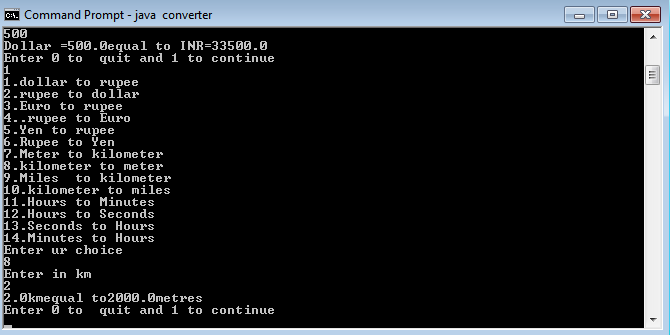 Command Prompt - java  converter
500
Dollar =500.0equal to INR=33500.0
Enter 0 to  quit and 1 to continue
1
1.dollar to rupee
2.rupee to dollar
3.Euro to rupee
4..rupee to Euro
5.Yen to rupee
6.Rupee to Yen
7.Meter to kilometer
8.kilometer to meter
9.Miles  to kilometer
10.kilometer to miles
11.Hours to Minutes
12.Hours to Seconds
13.Seconds to Hours
14.Minutes to Hours
Enter ur choice
8
Enter in km
2
2.0kmequal to2000.0metres
Enter 0 to  quit and 1 to continue